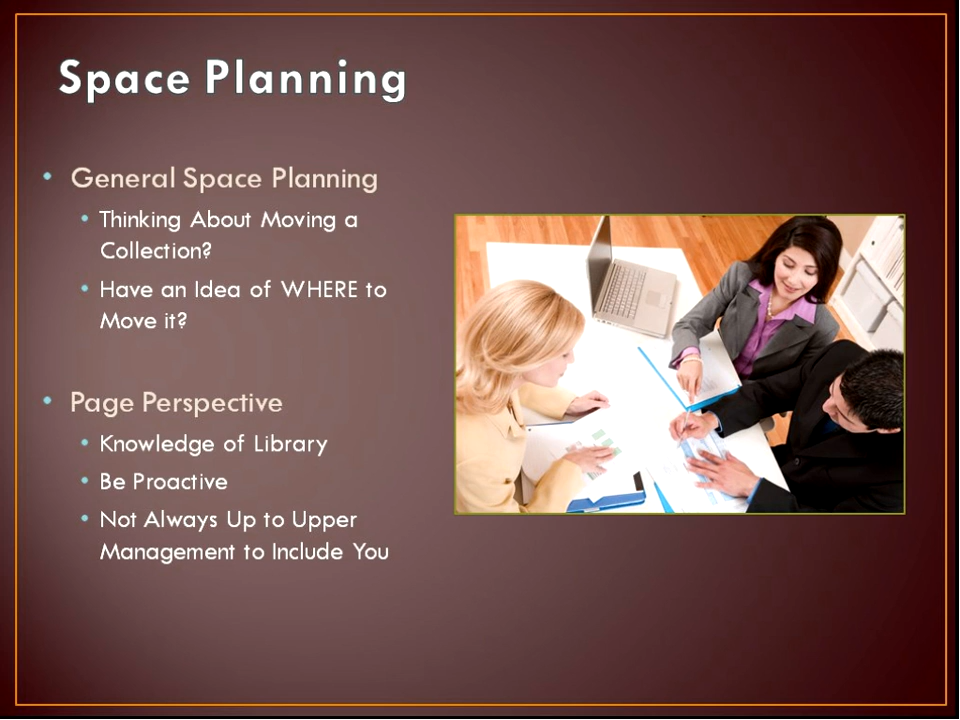 Space Planning
• General Space Planning
• Thinking About Moving a
Collection?
• Have an Idea of WHERE to
Move it?
• Page Perspective
• Knowledge of Library
• Be Proactive
• Not Always Up to Upper
Management to Include You